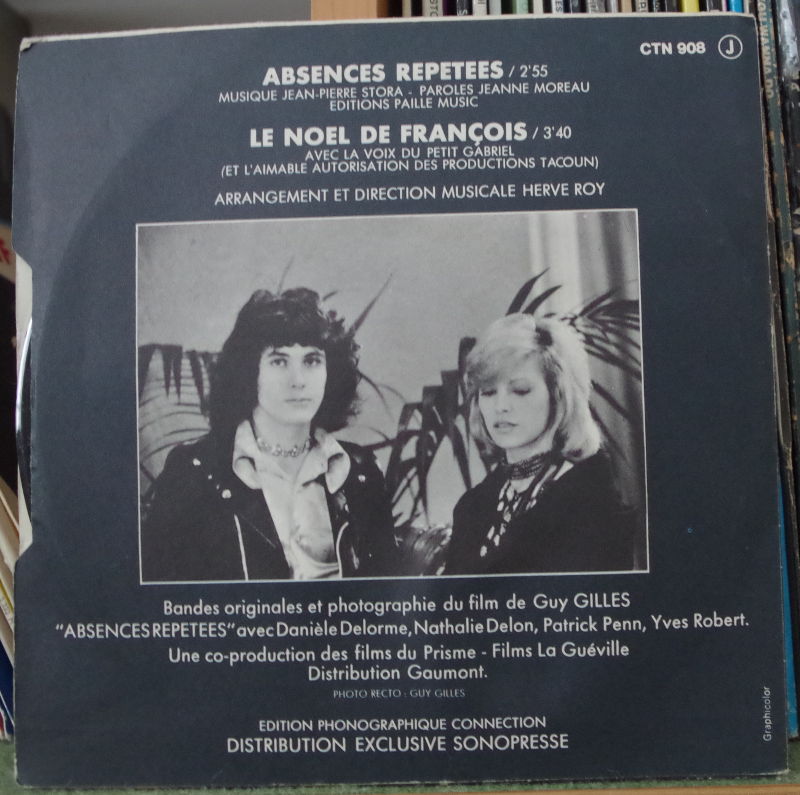 CTN 908 J
ABSENCES REPETEES / 2'55
MUSIQUE JEAN-PIERRE STORA - PAROLES JEANNE MOREAU
EDITIONS PAILLE MUSIC
LE NOEL DE FRANÇOIS / 3'40
AVEC LA VOIX DU PETIT GABRIEL
(ET L'AIMABLE AUTORISATION DES PRODUCTIONS TACOUN)
ARRANGEMENT ET DIRECTION MUSICALE HERVE ROY
Bandes originales et photographie du film de Guy GILLES
"ABSENCES REPETEES" avec Danièle Delorme, Nathalie Delon, Patrick Penn, Yves Robert.
Une co-production des films du Prisme - Films La Guéville
Distribution Gaumont.
PHOTO RECTO : GUY GILLES
EDITION PHONOGRAPHIQUE CONNECTION
DISTRIBUTION EXCLUSIVE SONOPRESSE
Graphicolor